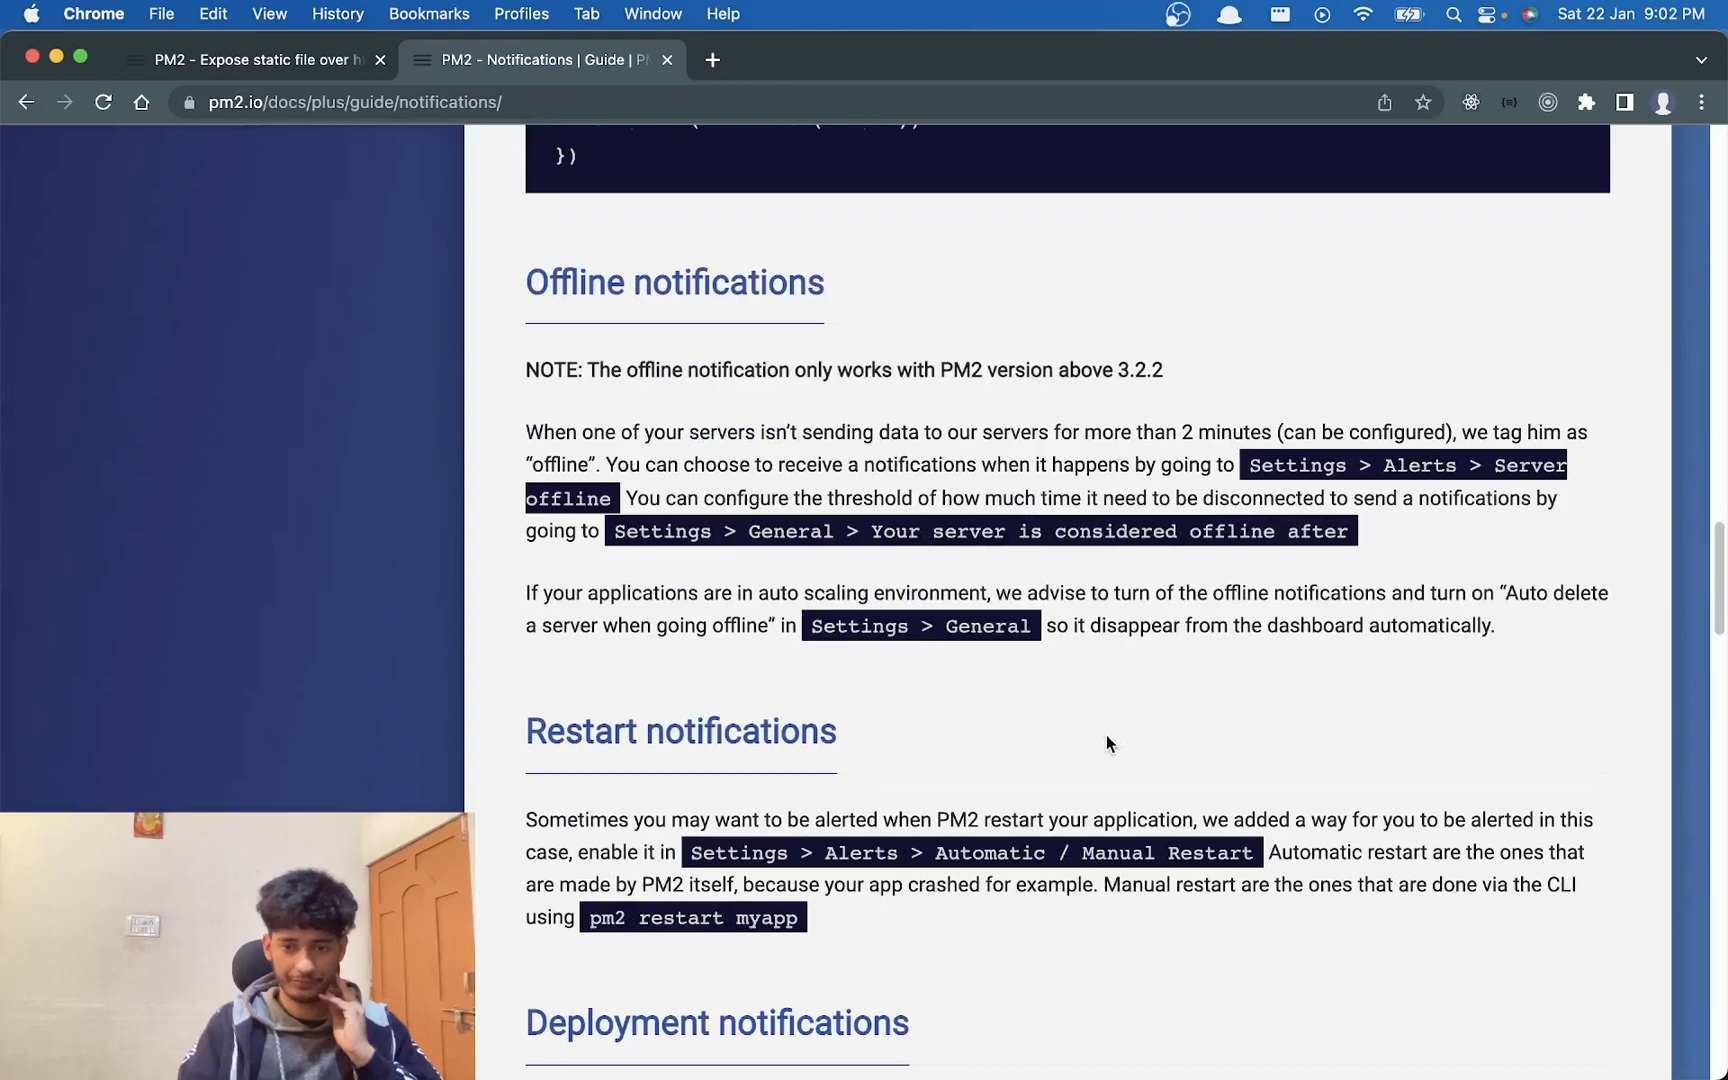 Chrome File Edit View History Bookmarks Profiles Tab Window Help Sat 22 Jan 9:02 PM
PM2 - Expose static file over h PM2 - Notifications | Guide | PM
pm2.io/docs/plus/guide/notifications/
})
Offline notifications
NOTE: The offline notification only works with PM2 version above 3.2.2
When one of your servers isn’t sending data to our servers for more than 2 minutes (can be configured), we tag him as
“offline”. You can choose to receive a notifications when it happens by going to Settings > Alerts > Server
offline You can configure the threshold of how much time it need to be disconnected to send a notifications by
going to Settings > General > Your server is considered offline after
If your applications are in auto scaling environment, we advise to turn of the offline notifications and turn on “Auto delete
a server when going offline” in Settings > General so it disappear from the dashboard automatically.
Restart notifications
Sometimes you may want to be alerted when PM2 restart your application, we added a way for you to be alerted in this
case, enable it in Settings > Alerts > Automatic / Manual Restart Automatic restart are the ones that
are made by PM2 itself, because your app crashed for example. Manual restart are the ones that are done via the CLI
using pm2 restart myapp
Deployment notifications